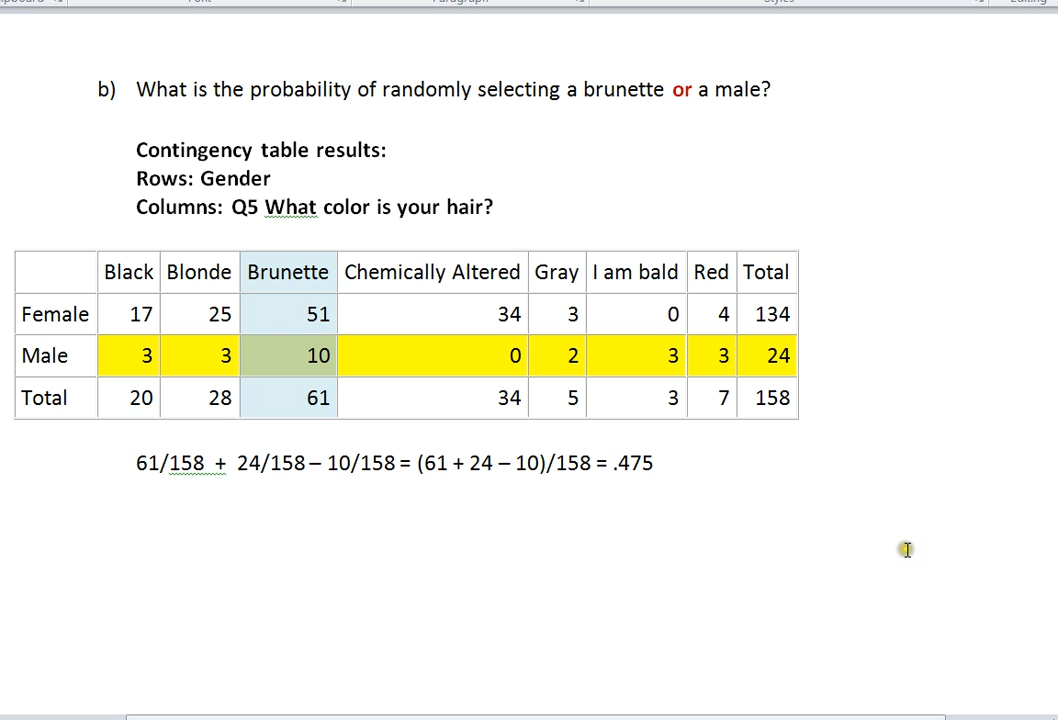 b) What is the probability of randomly selecting a brunette or a male?
Contingency table results:
Rows: Gender
Columns: Q5 What color is your hair?
Black Blonde Brunette Chemically Altered Gray I am bald Red Total
Female 17 25 51 34 3 0 4 134
Male 3 3 10 0 2 3 3 24
Total 20 28 61 34 5 3 7 158
61/158 + 24/158 – 10/158 = (61 + 24 – 10)/158 = .475